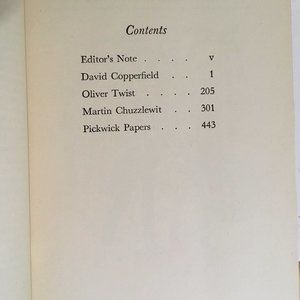 Contents
Editor's Note . . . . v
David Copperfield . . 1
Oliver Twist . . . . 205
Martin Chuzzlewit . . 301
Pickwick Papers . . . 443